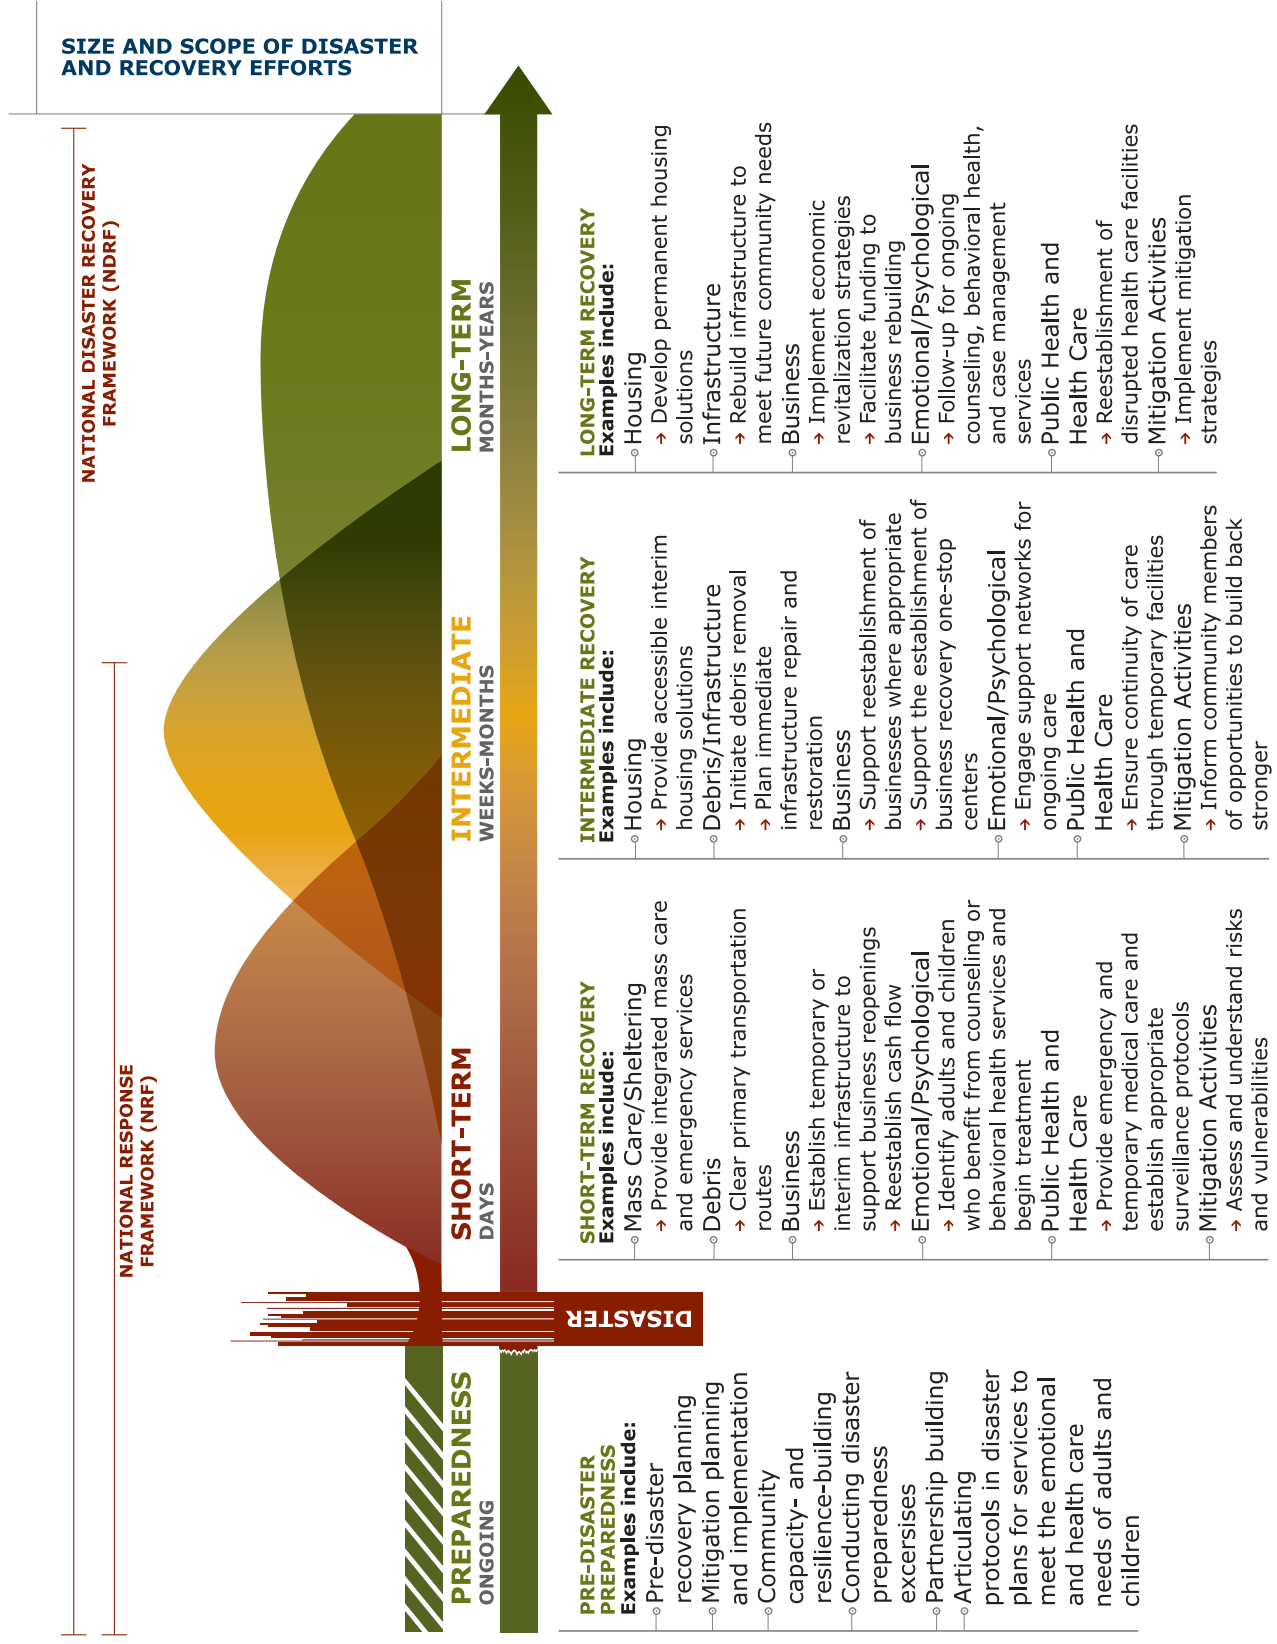 SIZE AND SCOPE OF DISASTER
AND RECOVERY EFFORTS
NATIONAL DISASTER RECOVERY
FRAMEWORK (NDRF)
NATIONAL RESPONSE
FRAMEWORK (NRF)
PREPAREDNESS
ONGOING
DISASTER
SHORT-TERM
DAYS
INTERMEDIATE
WEEKS-MONTHS
LONG-TERM
MONTHS-YEARS
PRE-DISASTER
PREPAREDNESS
Examples include:
Pre-disaster
recovery planning
Mitigation planning
and implementation
Community
capacity- and
resilience-building
Conducting disaster
preparedness
excersises
Partnership building
Articulating
protocols in disaster
plans for services to
meet the emotional
and health care
needs of adults and
children
SHORT-TERM RECOVERY
Examples include:
Mass Care/Sheltering
→ Provide integrated mass care
and emergency services
Debris
→ Clear primary transportation
routes
Business
→ Establish temporary or
interim infrastructure to
support business reopenings
→ Reestablish cash flow
Emotional/Psychological
→ Identify adults and children
who benefit from counseling or
behavioral health services and
begin treatment
Public Health and
Health Care
→ Provide emergency and
temporary medical care and
establish appropriate
surveillance protocols
Mitigation Activities
→ Assess and understand risks
and vulnerabilities
INTERMEDIATE RECOVERY
Examples include:
Housing
→ Provide accessible interim
housing solutions
Debris/Infrastructure
→ Initiate debris removal
→ Plan immediate
infrastructure repair and
restoration
Business
→ Support reestablishment of
businesses where appropriate
→ Support the establishment of
business recovery one-stop
centers
Emotional/Psychological
→ Engage support networks for
ongoing care
Public Health and
Health Care
→ Ensure continuity of care
through temporary facilities
Mitigation Activities
→ Inform community members
of opportunities to build back
stronger
LONG-TERM RECOVERY
Examples include:
Housing
→ Develop permanent housing
solutions
Infrastructure
→ Rebuild infrastructure to
meet future community needs
Business
→ Implement economic
revitalization strategies
→ Facilitate funding to
business rebuilding
Emotional/Psychological
→ Follow-up for ongoing
counseling, behavioral health,
and case management
services
Public Health and
Health Care
→ Reestablishment of
disrupted health care facilities
Mitigation Activities
→ Implement mitigation
strategies